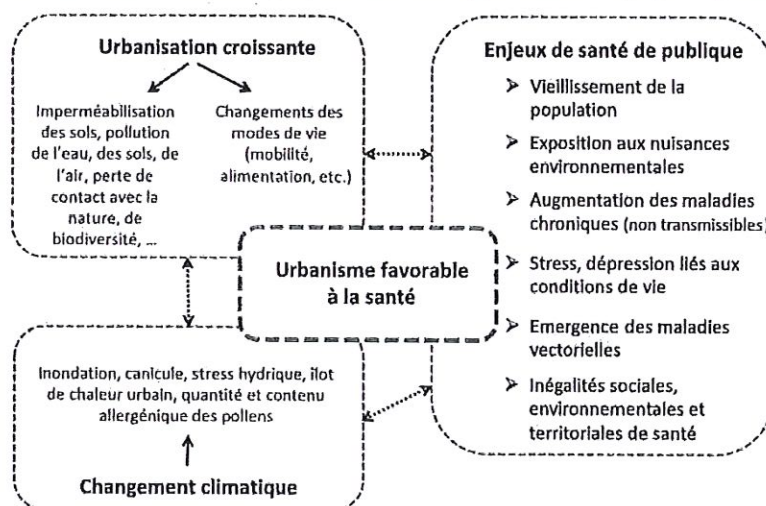 Urbanisation croissante
Imperméabilisation
des sols, pollution
de l'eau, des sols, de
l'air, perte de
contact avec la
nature, de
biodiversité, ...
Changements des
modes de vie
(mobilité,
alimentation, etc.)
Enjeux de santé de publique
Vieillissement de la
population
Exposition aux nuisances
environnementales
Augmentation des maladies
chroniques (non transmissibles)
Stress, dépression liés aux
conditions de vie
Emergence des maladies
vectorielles
Inégalités sociales,
environnementales et
territoriales de santé
Urbanisme favorable
à la santé
Inondation, canicule, stress hydrique, îlot
de chaleur urbain, quantité et contenu
allergénique des pollens
Changement climatique